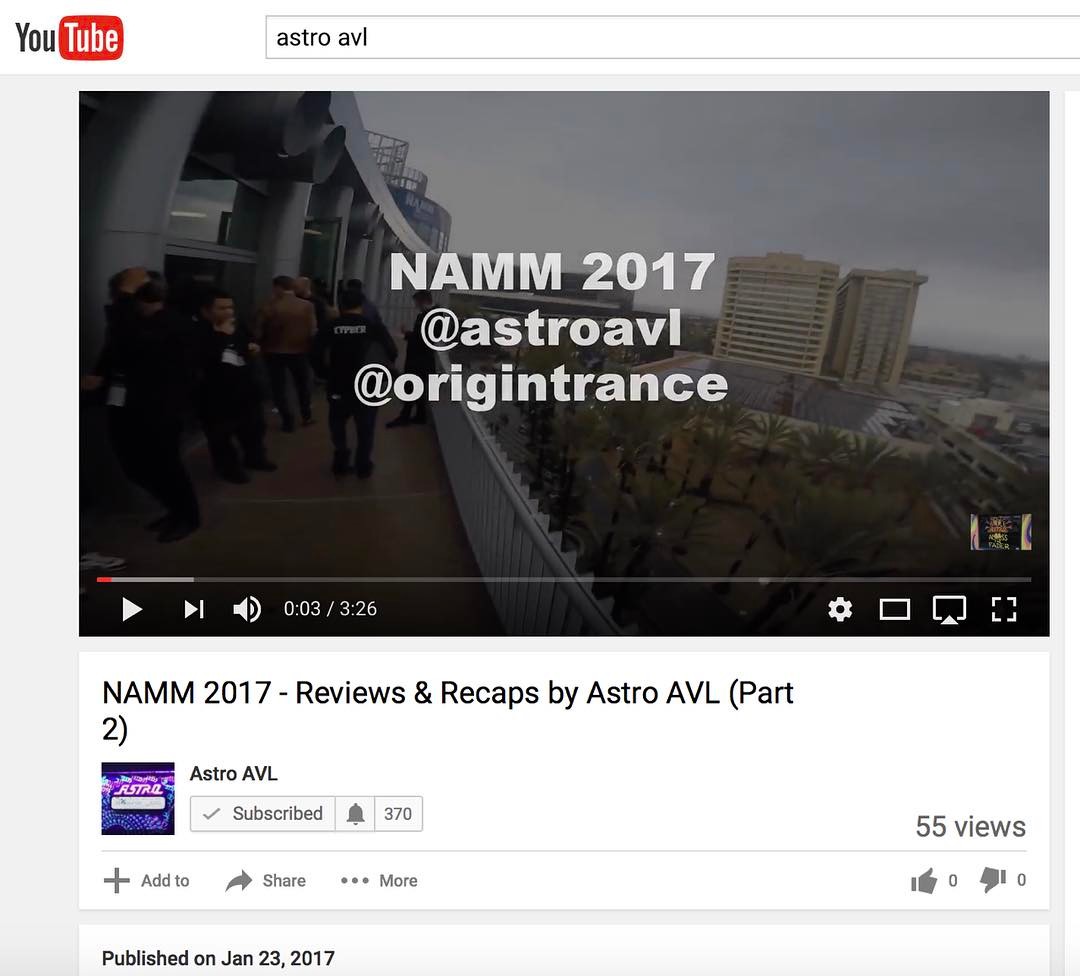 YouTube
astro avl
NAMM
CYPHER
NAMM 2017
@astroavl
@origintrance
0:03 / 3:26
NAMM 2017 - Reviews & Recaps by Astro AVL (Part
2)
ASTRO
Astro AVL
Subscribed
370
55 views
Add to
Share
More
0
0
Published on Jan 23, 2017